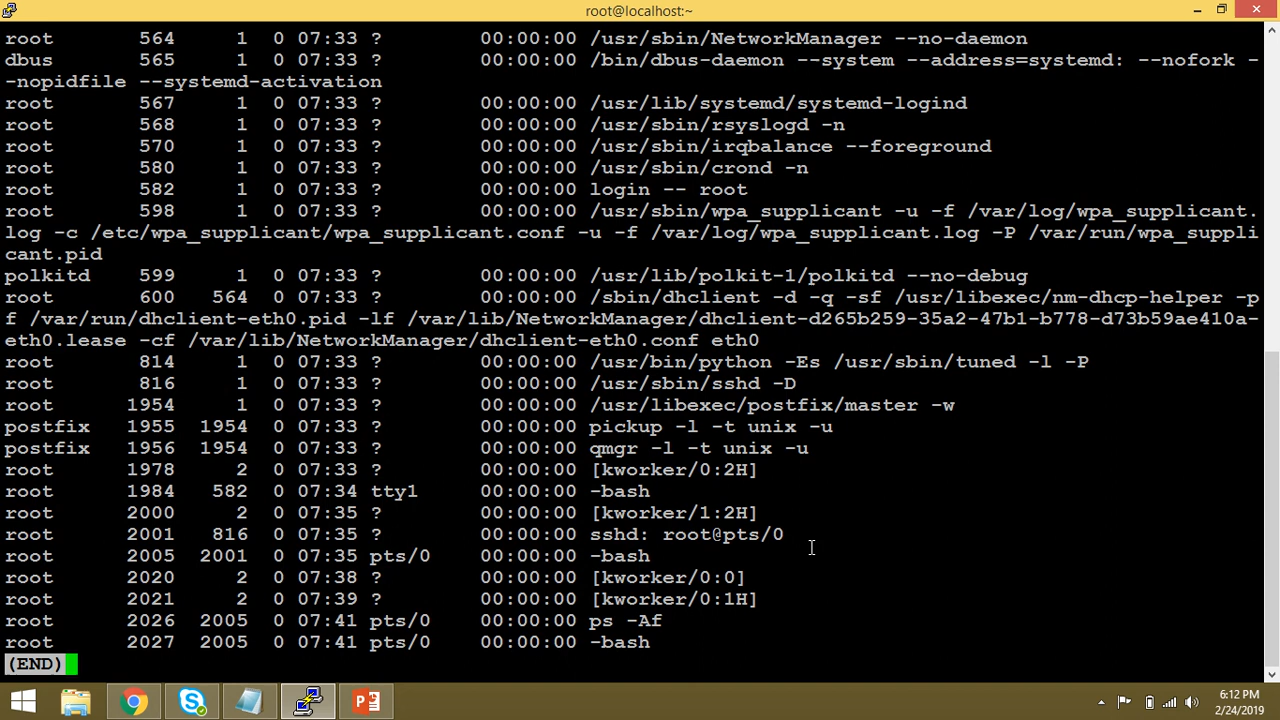 root@localhost:~
root 564 1 0 07:33 ? 00:00:00 /usr/sbin/NetworkManager --no-daemon
dbus 565 1 0 07:33 ? 00:00:00 /bin/dbus-daemon --system --address=systemd: --nofork -
-nopidfile --systemd-activation
root 567 1 0 07:33 ? 00:00:00 /usr/lib/systemd/systemd-logind
root 568 1 0 07:33 ? 00:00:00 /usr/sbin/rsyslogd -n
root 570 1 0 07:33 ? 00:00:00 /usr/sbin/irqbalance --foreground
root 580 1 0 07:33 ? 00:00:00 /usr/sbin/crond -n
root 582 1 0 07:33 ? 00:00:00 login -- root
root 598 1 0 07:33 ? 00:00:00 /usr/sbin/wpa_supplicant -u -f /var/log/wpa_supplicant.
log -c /etc/wpa_supplicant/wpa_supplicant.conf -u -f /var/log/wpa_supplicant.log -P /var/run/wpa_suppli
cant.pid
polkitd 599 1 0 07:33 ? 00:00:00 /usr/lib/polkit-1/polkitd --no-debug
root 600 564 0 07:33 ? 00:00:00 /sbin/dhclient -d -q -sf /usr/libexec/nm-dhcp-helper -p
f /var/run/dhclient-eth0.pid -lf /var/lib/NetworkManager/dhclient-d265b259-35a2-47b1-b778-d73b59ae410a-
eth0.lease -cf /var/lib/NetworkManager/dhclient-eth0.conf eth0
root 814 1 0 07:33 ? 00:00:00 /usr/bin/python -Es /usr/sbin/tuned -l -P
root 816 1 0 07:33 ? 00:00:00 /usr/sbin/sshd -D
root 1954 1 0 07:33 ? 00:00:00 /usr/libexec/postfix/master -w
postfix 1955 1954 0 07:33 ? 00:00:00 pickup -l -t unix -u
postfix 1956 1954 0 07:33 ? 00:00:00 qmgr -l -t unix -u
root 1978 2 0 07:33 ? 00:00:00 [kworker/0:2H]
root 1984 582 0 07:34 tty1 00:00:00 -bash
root 2000 2 0 07:35 ? 00:00:00 [kworker/1:2H]
root 2001 816 0 07:35 ? 00:00:00 sshd: root@pts/0
root 2005 2001 0 07:35 pts/0 00:00:00 -bash
root 2020 2 0 07:38 ? 00:00:00 [kworker/0:0]
root 2021 2 0 07:39 ? 00:00:00 [kworker/0:1H]
root 2026 2005 0 07:41 pts/0 00:00:00 ps -Af
root 2027 2005 0 07:41 pts/0 00:00:00 -bash
(END)
6:12 PM
2/24/2019